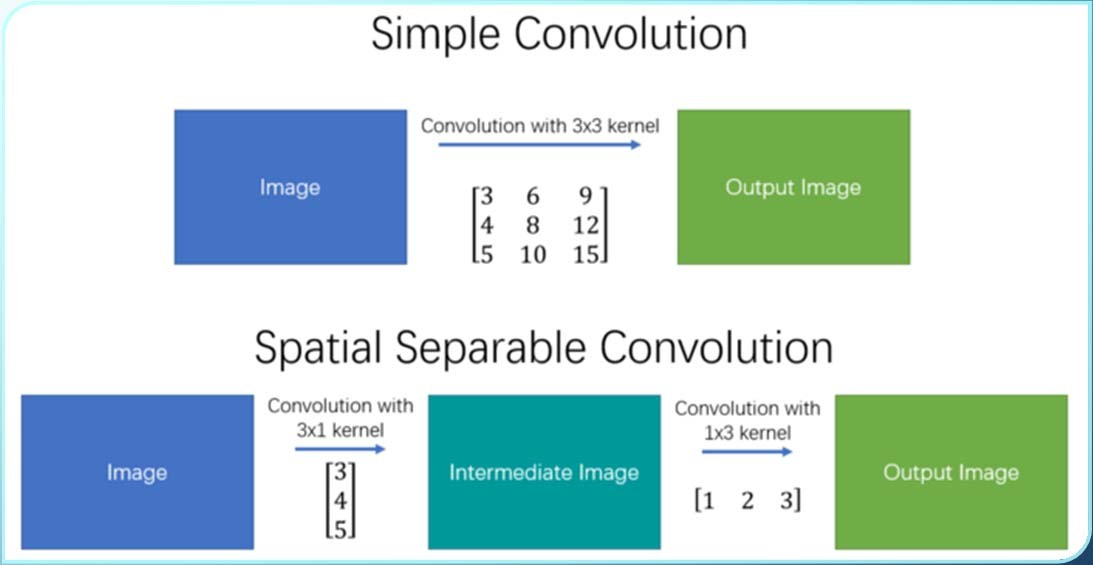 Simple Convolution
Image
Convolution with 3x3 kernel
[3 6 9
4 8 12
5 10 15]
Output Image
Spatial Separable Convolution
Image
Convolution with
3x1 kernel
[3
4
5]
Intermediate Image
Convolution with
1x3 kernel
[1 2 3]
Output Image